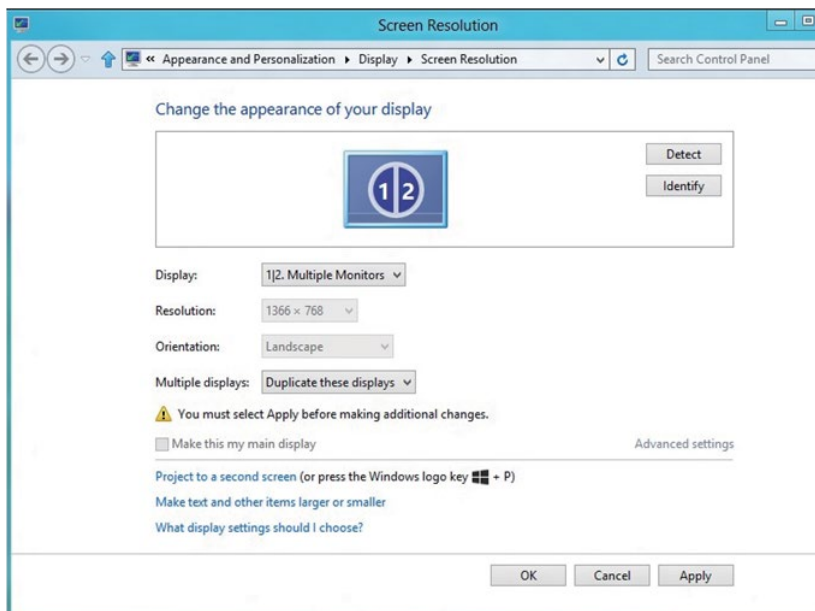 Screen Resolution
« Appearance and Personalization ▸ Display ▸ Screen Resolution
Search Control Panel
Change the appearance of your display
1|2
Detect
Identify
Display: 1|2. Multiple Monitors
Resolution: 1366 × 768
Orientation: Landscape
Multiple displays: Duplicate these displays
You must select Apply before making additional changes.
Make this my main display
Advanced settings
Project to a second screen (or press the Windows logo key + P)
Make text and other items larger or smaller
What display settings should I choose?
OK
Cancel
Apply